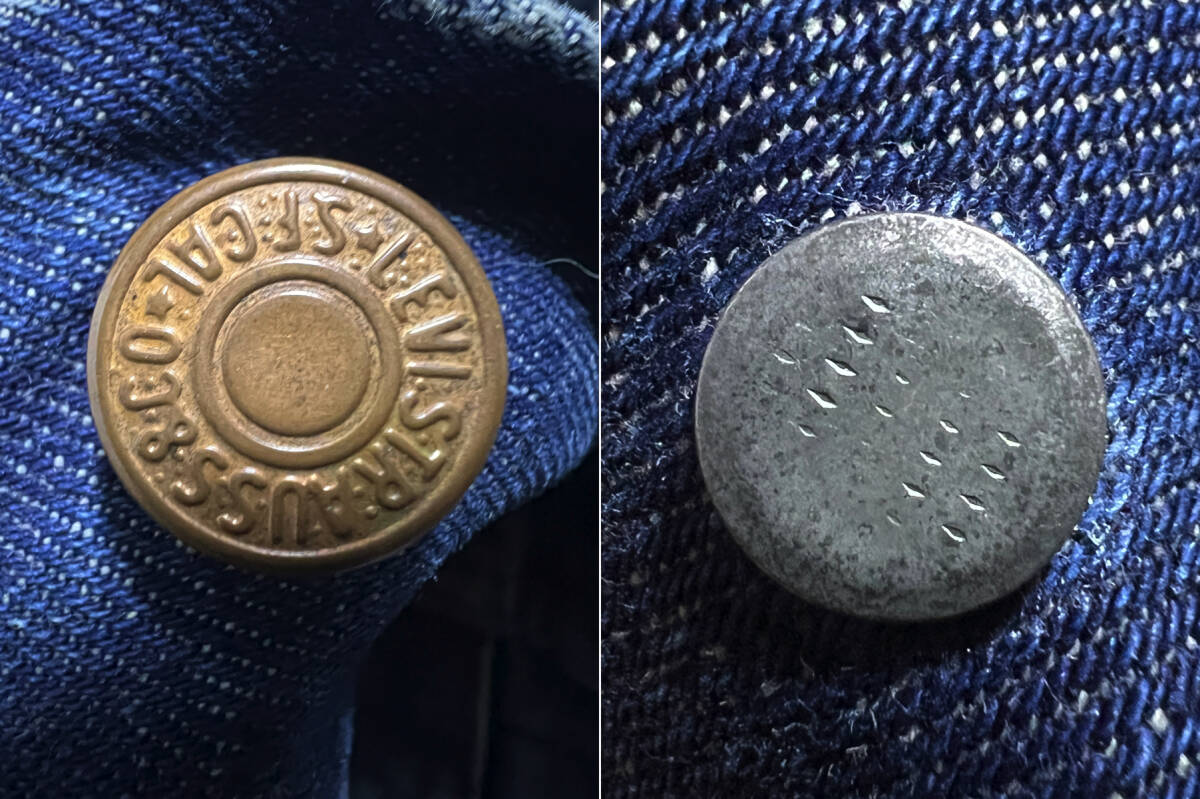 LEVI STRAUSS & CO
★ S.F. CAL ★